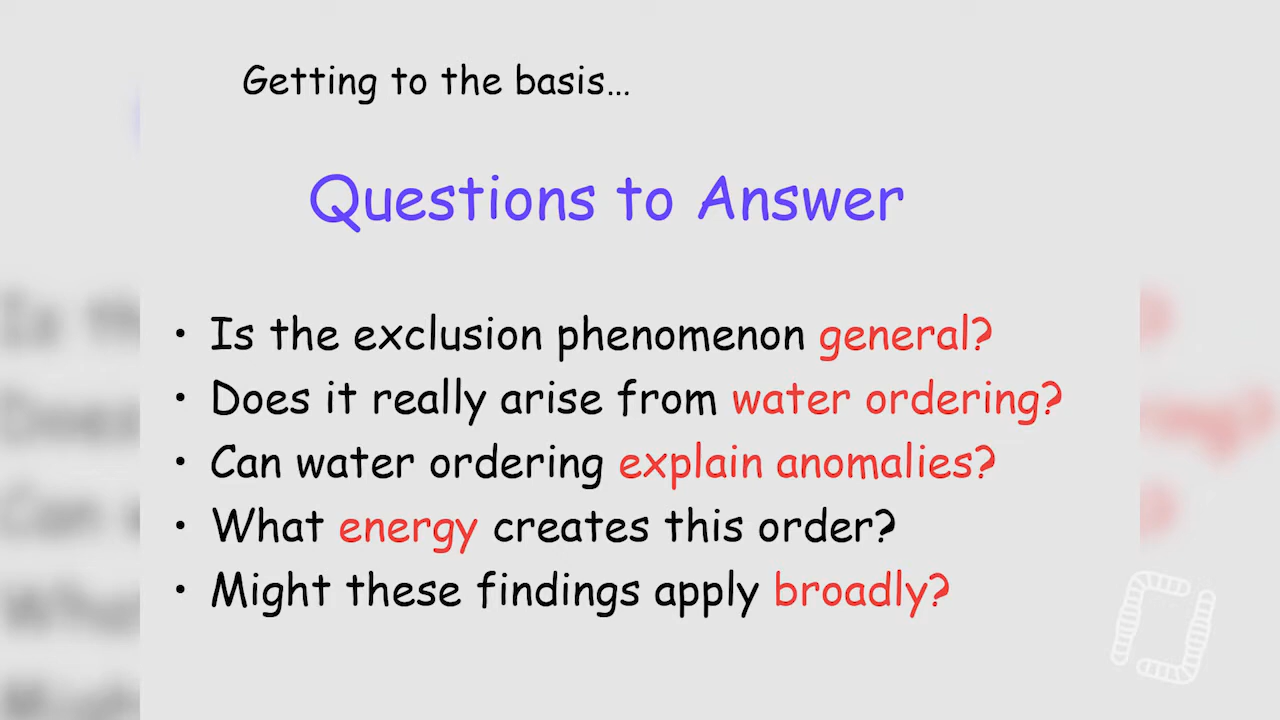 Getting to the basis...
Questions to Answer
• Is the exclusion phenomenon general?
• Does it really arise from water ordering?
• Can water ordering explain anomalies?
• What energy creates this order?
• Might these findings apply broadly?